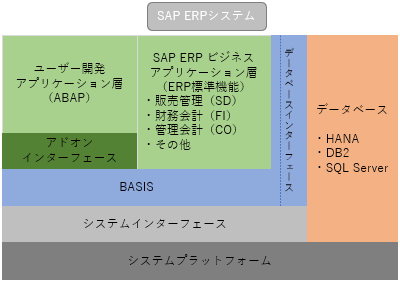 SAP ERPシステム
ユーザー開発
アプリケーション層
（ABAP）
アドオン
インターフェース
SAP ERP ビジネス
アプリケーション層
（ERP標準機能）
・販売管理（SD）
・財務会計（FI）
・管理会計（CO）
・その他
データベースインターフェース
データベース
・HANA
・DB2
・SQL Server
BASIS
システムインターフェース
システムプラットフォーム